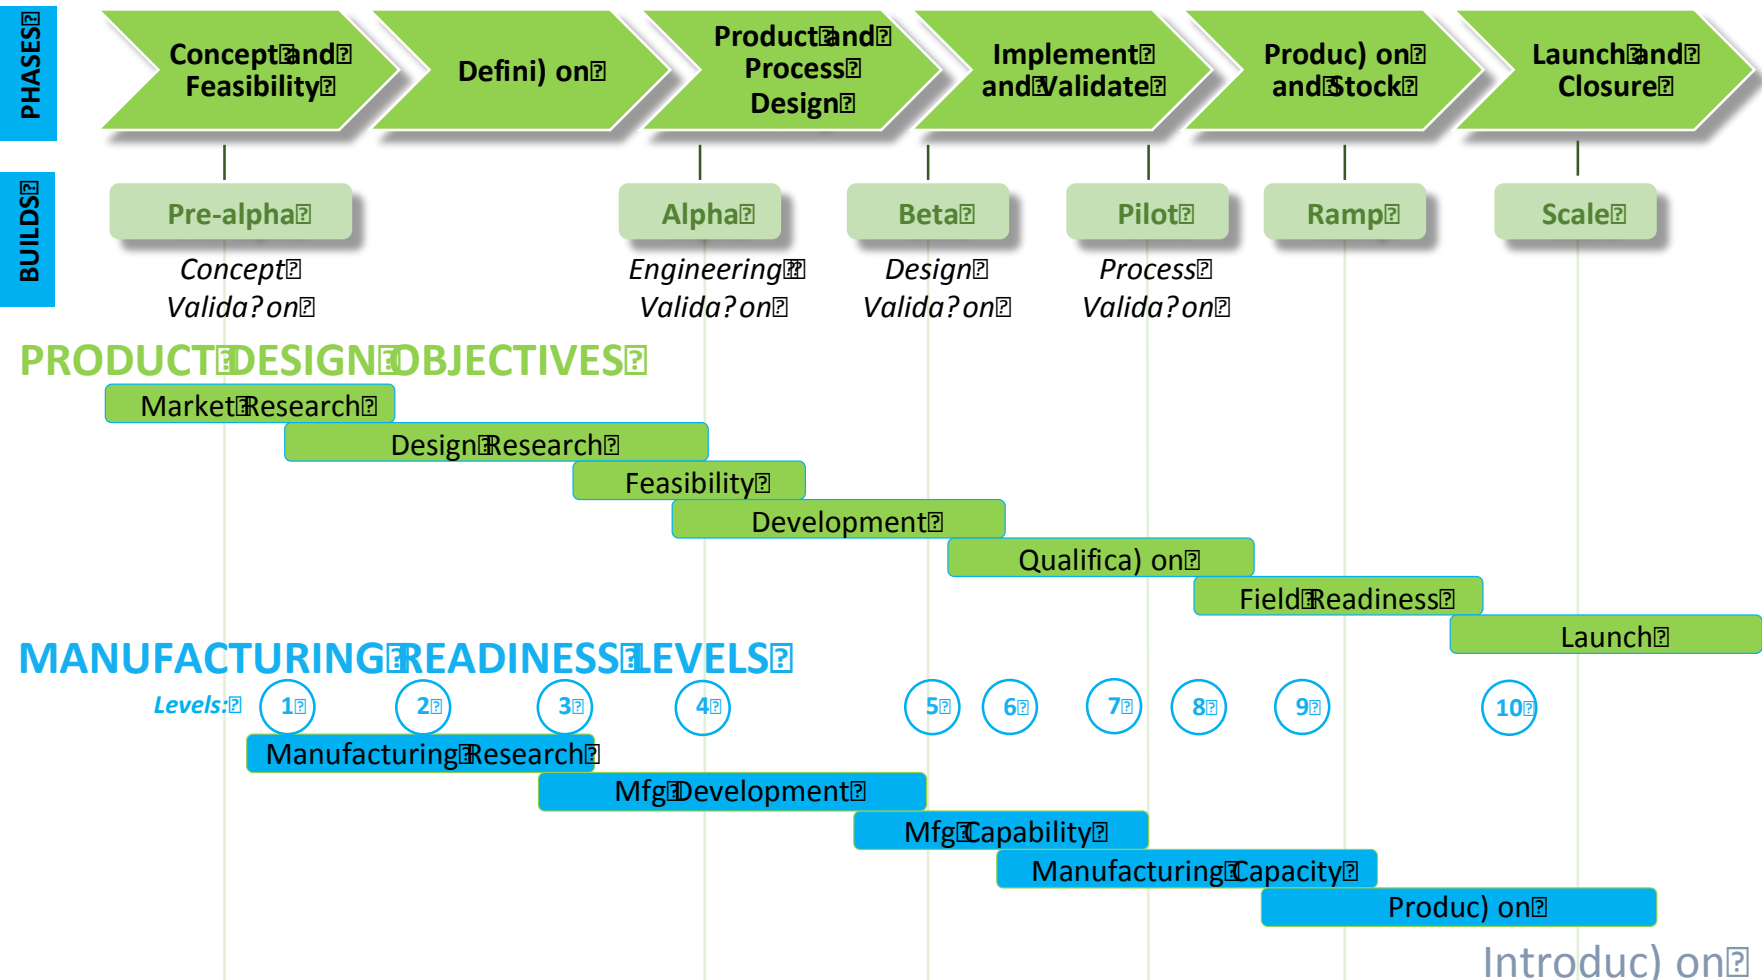 PHASES⍰
Concept⍰and⍰
Feasibility⍰
Defini) on⍰
Product⍰and⍰
Process⍰
Design⍰
Implement⍰
and⍰Validate⍰
Produc) on⍰
and⍰Stock⍰
Launch⍰and⍰
Closure⍰
BUILDS⍰
Pre-alpha⍰
Alpha⍰
Beta⍰
Pilot⍰
Ramp⍰
Scale⍰
Concept⍰
Valida?on⍰
Engineering⍰⍰
Valida?on⍰
Design⍰
Valida?on⍰
Process⍰
Valida?on⍰
PRODUCT⍰DESIGN⍰OBJECTIVES⍰
Market⍰Research⍰
Design⍰Research⍰
Feasibility⍰
Development⍰
Qualifica) on⍰
Field⍰Readiness⍰
Launch⍰
MANUFACTURING⍰READINESS⍰LEVELS⍰
Levels:⍰ 1⍰ 2⍰ 3⍰ 4⍰ 5⍰ 6⍰ 7⍰ 8⍰ 9⍰ 10⍰
Manufacturing⍰Research⍰
Mfg⍰Development⍰
Mfg⍰Capability⍰
Manufacturing⍰Capacity⍰
Produc) on⍰
Introduc) on⍰